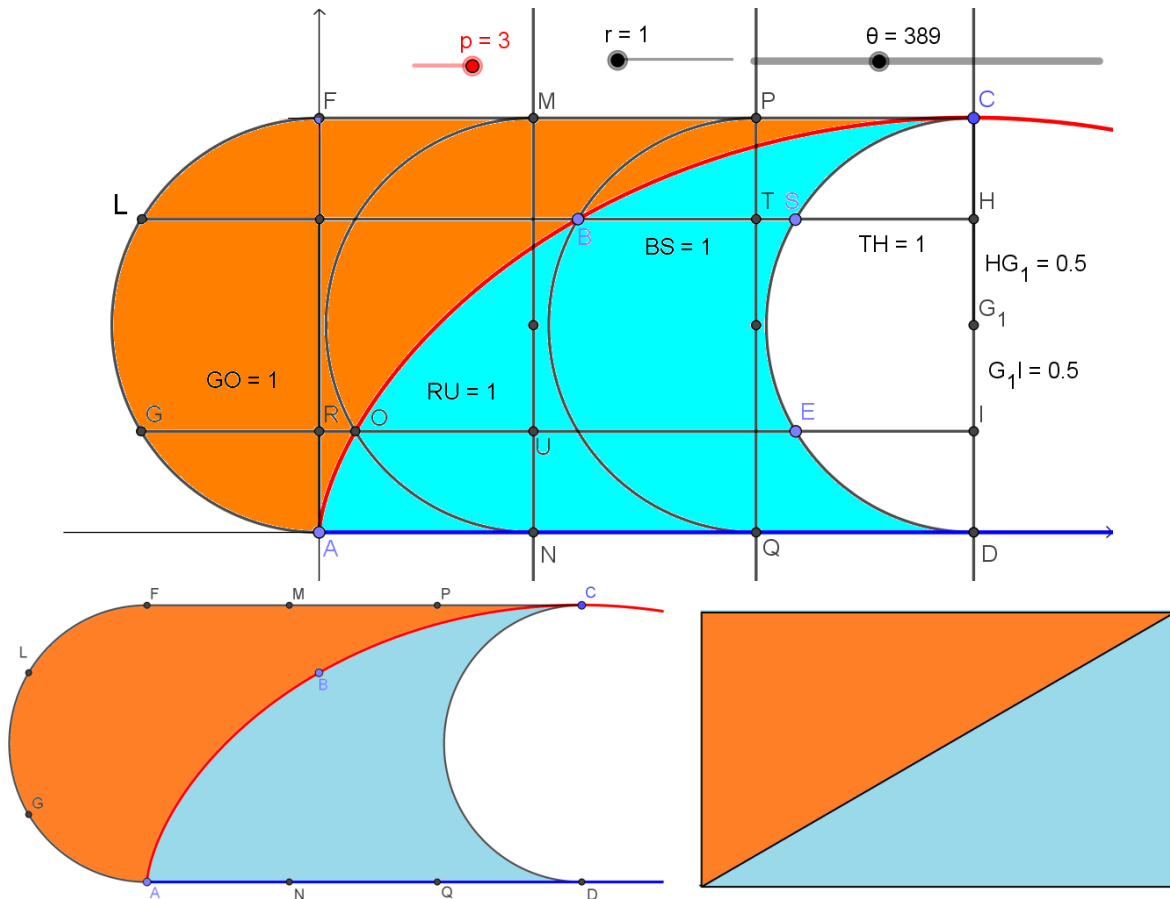 p = 3
r = 1
θ = 389
F M P C
L T S H
B
BS = 1 TH = 1
HG₁ = 0.5
G₁
GO = 1 RU = 1 G₁I = 0.5
G R O E I
U
A N Q D
F M P C
L
B
G
A N Q D